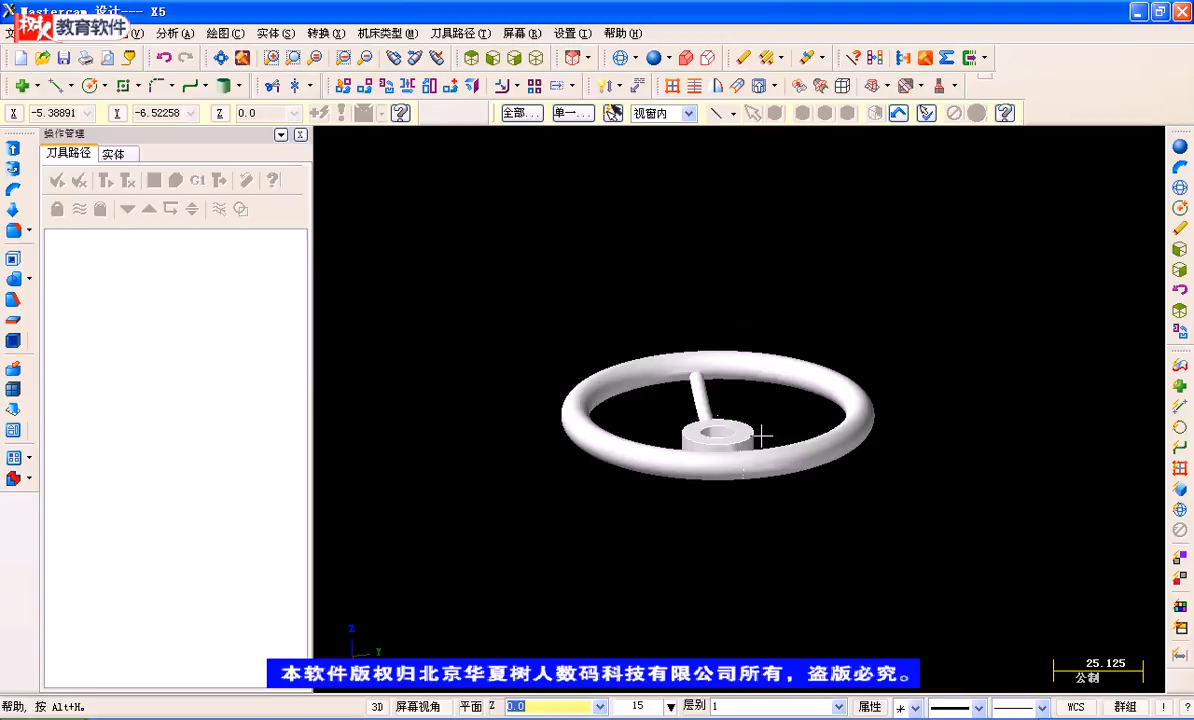 Mastercam 设计--- X5
树人 教育软件
(V) 分析(A) 绘图(C) 实体(S) 转换(X) 机床类型(M) 刀具路径(T) 屏幕(R) 设置(I) 帮助(H)
X -5.38891 Y -6.52258 Z 0.0 全部... 单一... 视窗内
操作管理
刀具路径 实体
G1
Z
Y
25.125
公制
本软件版权归北京华夏树人数码科技有限公司所有，盗版必究。
帮助, 按 Alt+H。 3D 屏幕视角 平面 Z 0.0 15 层别 1 属性 WCS 群组 ! ?